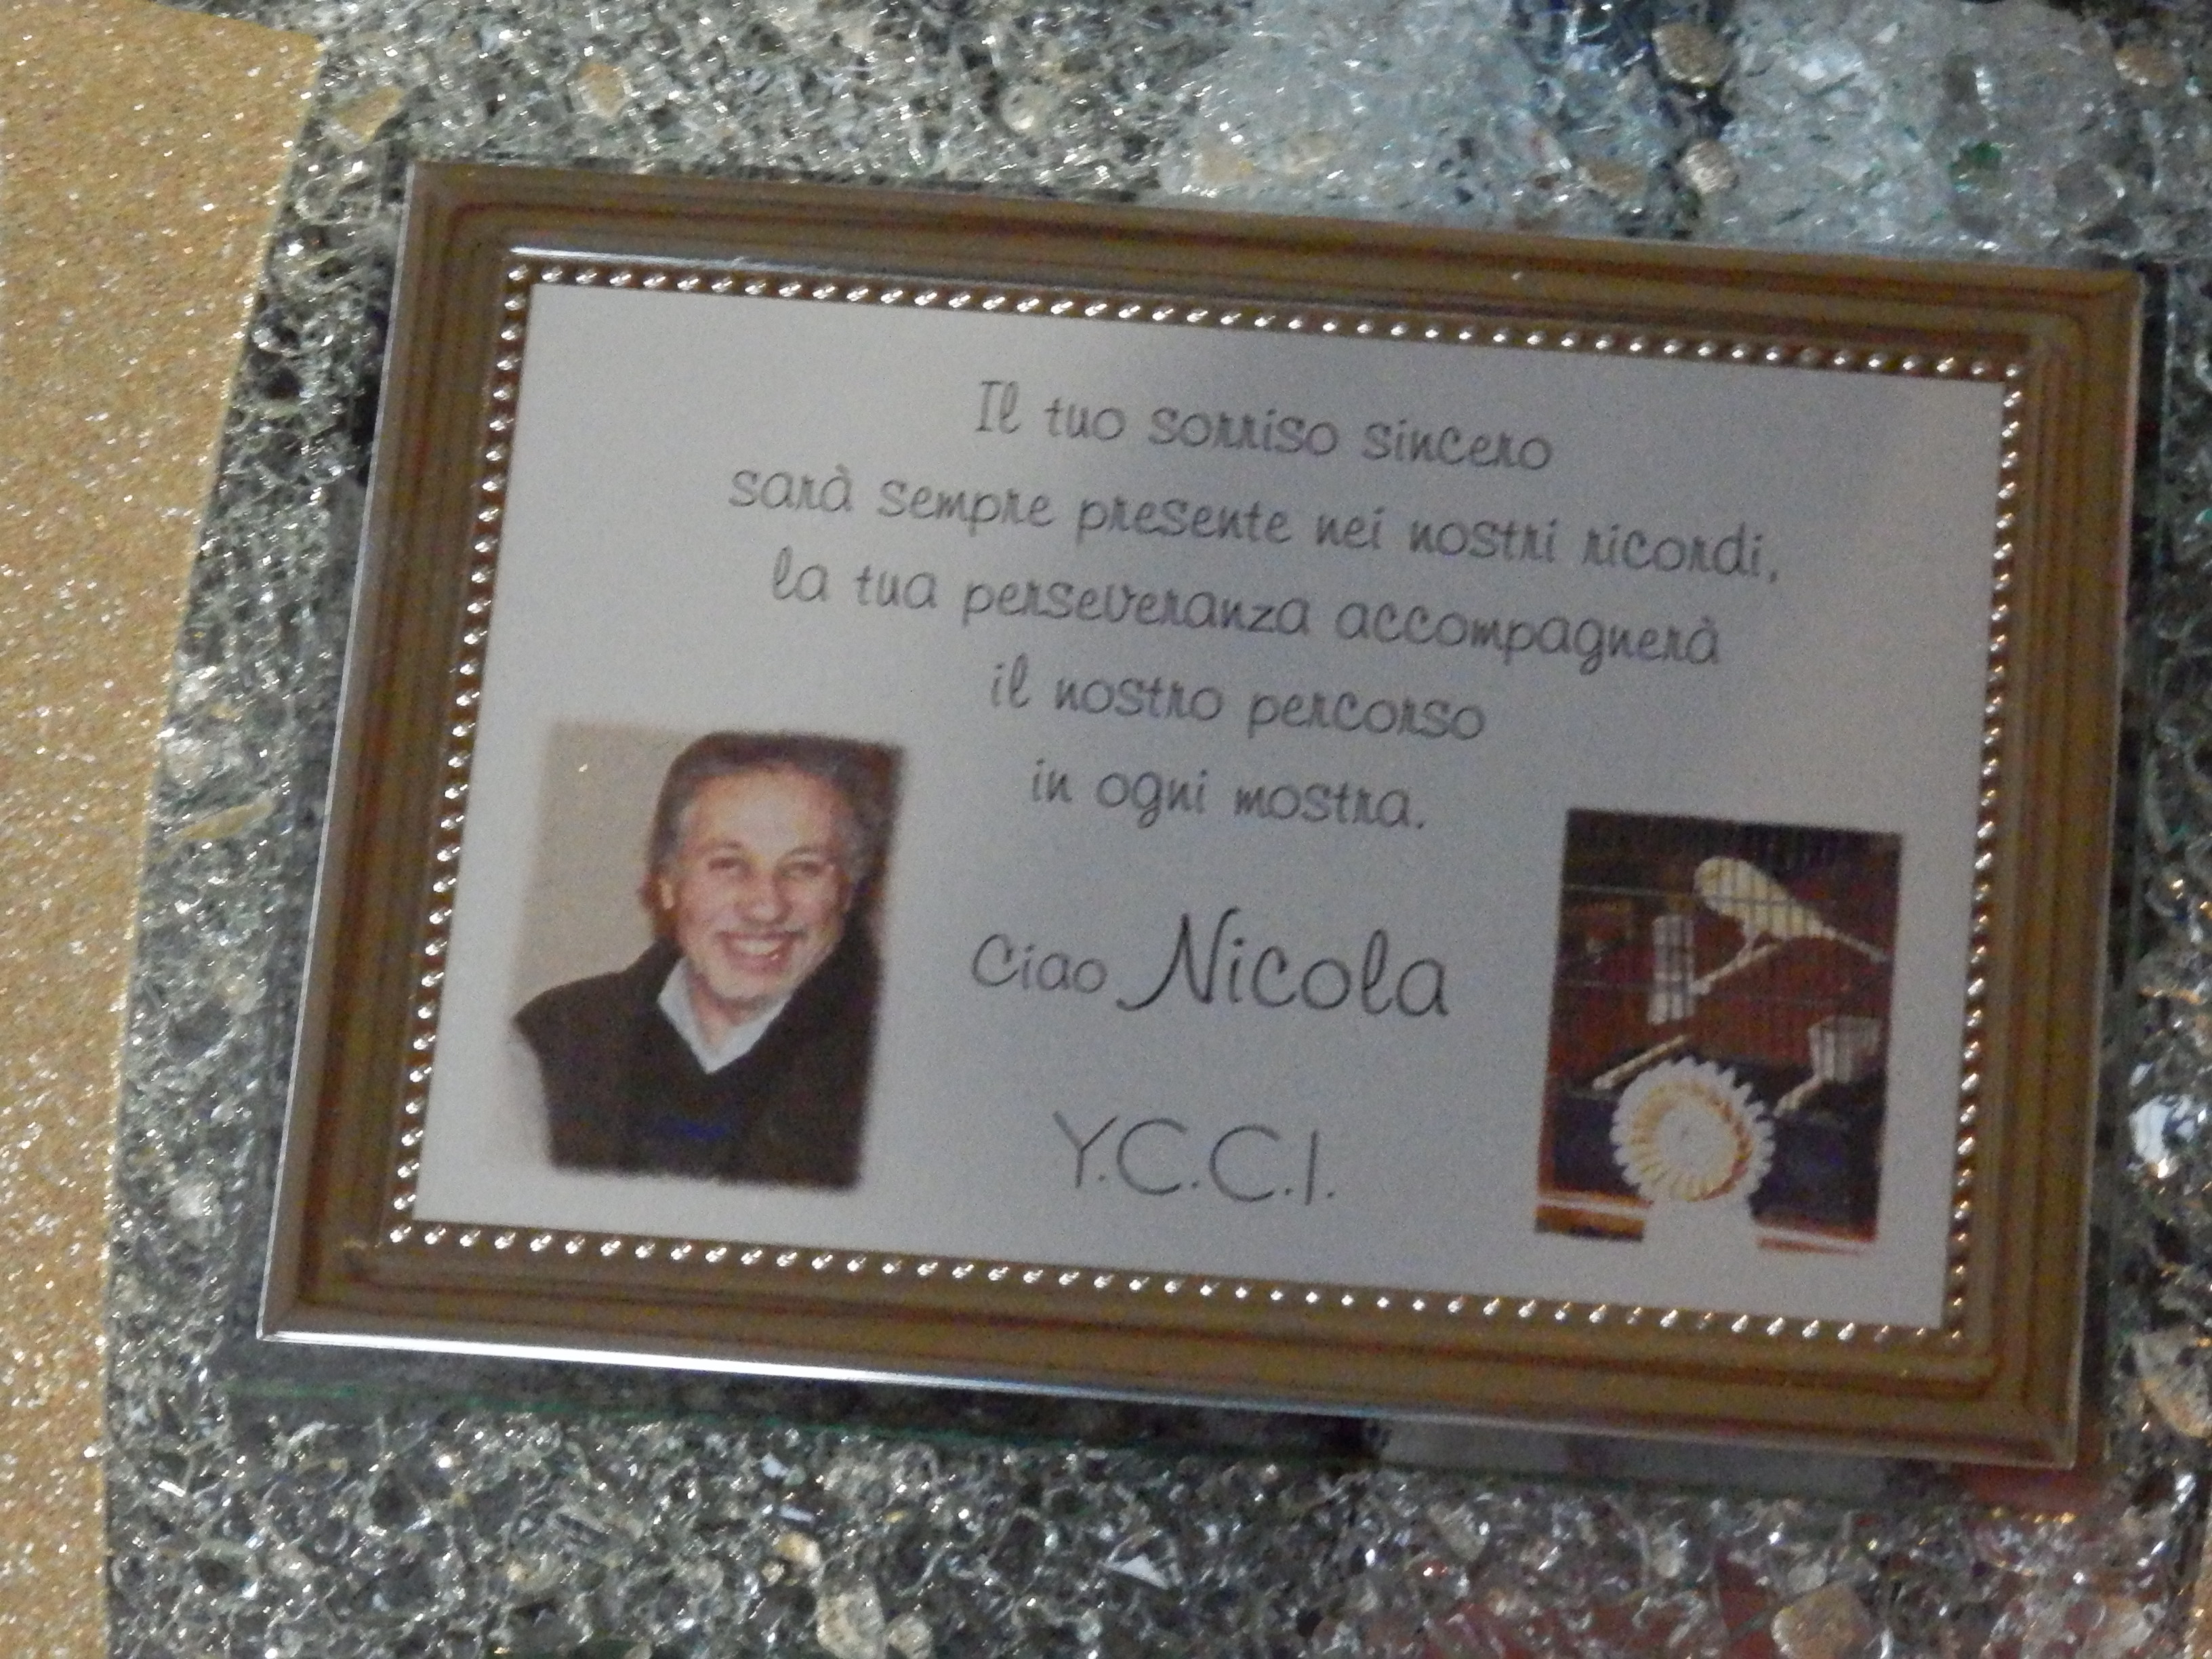 Il tuo sorriso sincero
sarà sempre presente nei nostri ricordi,
la tua perseveranza accompagnerà
il nostro percorso
in ogni mostra.
Ciao Nicola
Y.C.C.I.